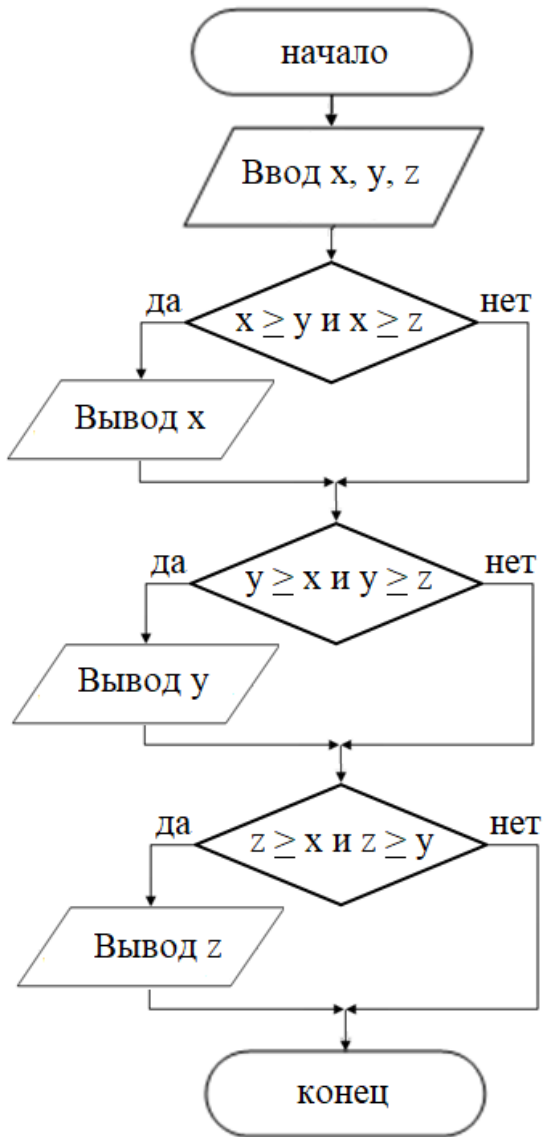 начало
Ввод x, y, z
да
нет
x ≥ y и x ≥ z
Вывод x
да
нет
y ≥ x и y ≥ z
Вывод y
да
нет
z ≥ x и z ≥ y
Вывод z
конец